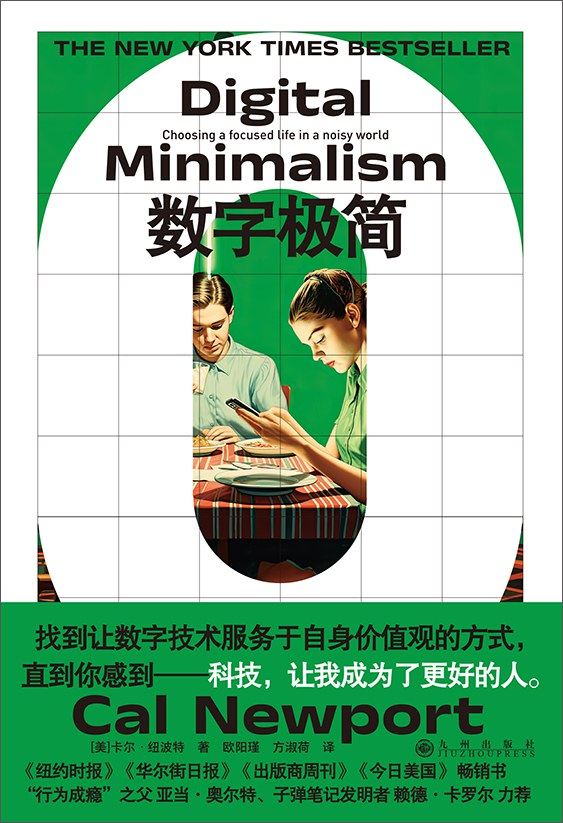 THE NEW YORK TIMES BESTSELLER
Digital
Choosing a focused life in a noisy world
Minimalism
数字极简
找到让数字技术服务于自身价值观的方式，
直到你感到——科技，让我成为了更好的人。
Cal Newport
[美]卡尔·纽波特 著 欧阳瑾 方淑荷 译
九州出版社
JIUZHOUPRESS
《纽约时报》《华尔街日报》《出版商周刊》《今日美国》畅销书
“行为成瘾”之父 亚当·奥尔特、子弹笔记发明者 赖德·卡罗尔 力荐